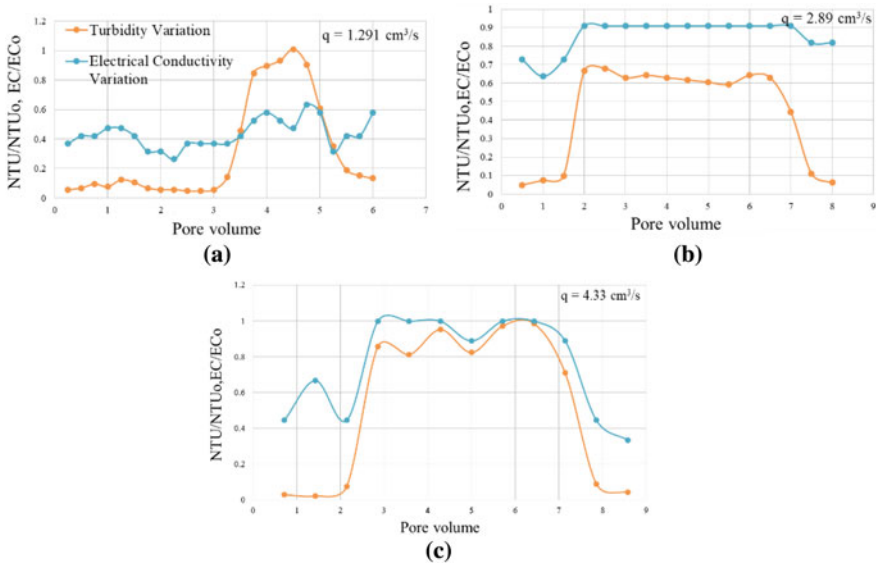 Turbidity Variation
Electrical Conductivity
Variation
q = 1.291 cm³/s
NTU/NTUo, EC/ECo
1.2
1
0.8
0.6
0.4
0.2
0
0 1 2 3 4 5 6 7
Pore volume
(a)
q = 2.89 cm³/s
NTU/NTUo,EC/ECo
1
0.9
0.8
0.7
0.6
0.5
0.4
0.3
0.2
0.1
0
0 1 2 3 4 5 6 7 8 9
Pore volume
(b)
q = 4.33 cm³/s
NTU/NTUo,EC/ECo
1.2
1
0.8
0.6
0.4
0.2
0
0 1 2 3 4 5 6 7 8 9
Pore volume
(c)